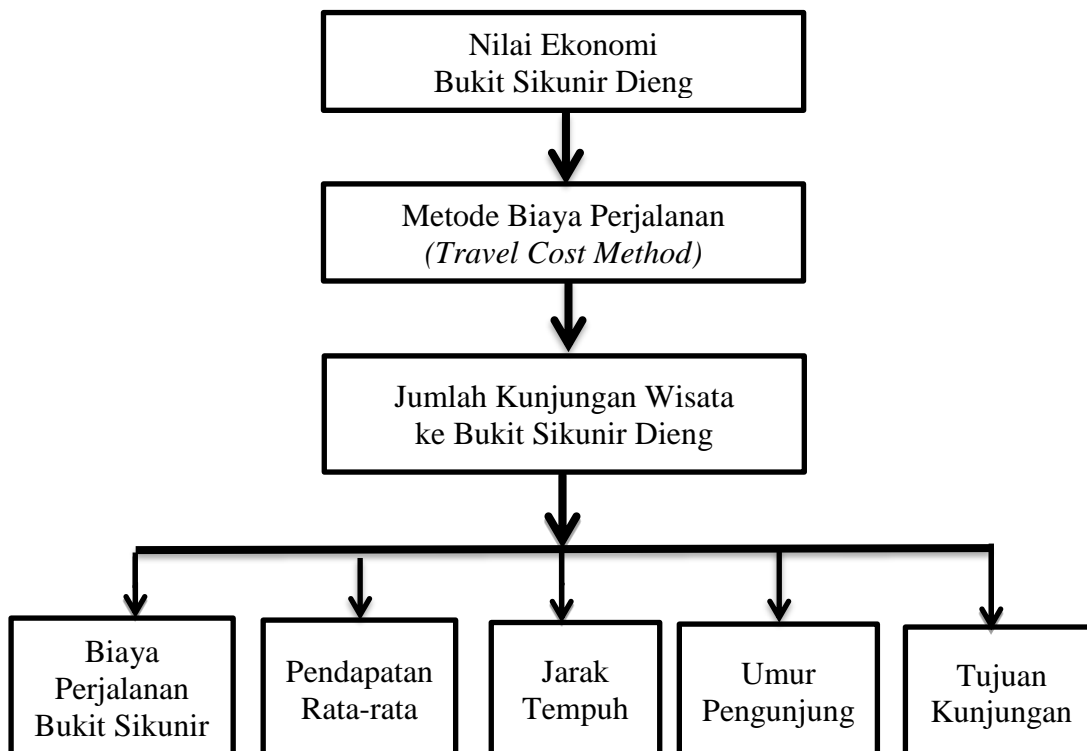 Nilai Ekonomi
Bukit Sikunir Dieng
Metode Biaya Perjalanan
(Travel Cost Method)
Jumlah Kunjungan Wisata
ke Bukit Sikunir Dieng
Biaya
Perjalanan
Bukit Sikunir
Pendapatan
Rata-rata
Jarak
Tempuh
Umur
Pengunjung
Tujuan
Kunjungan